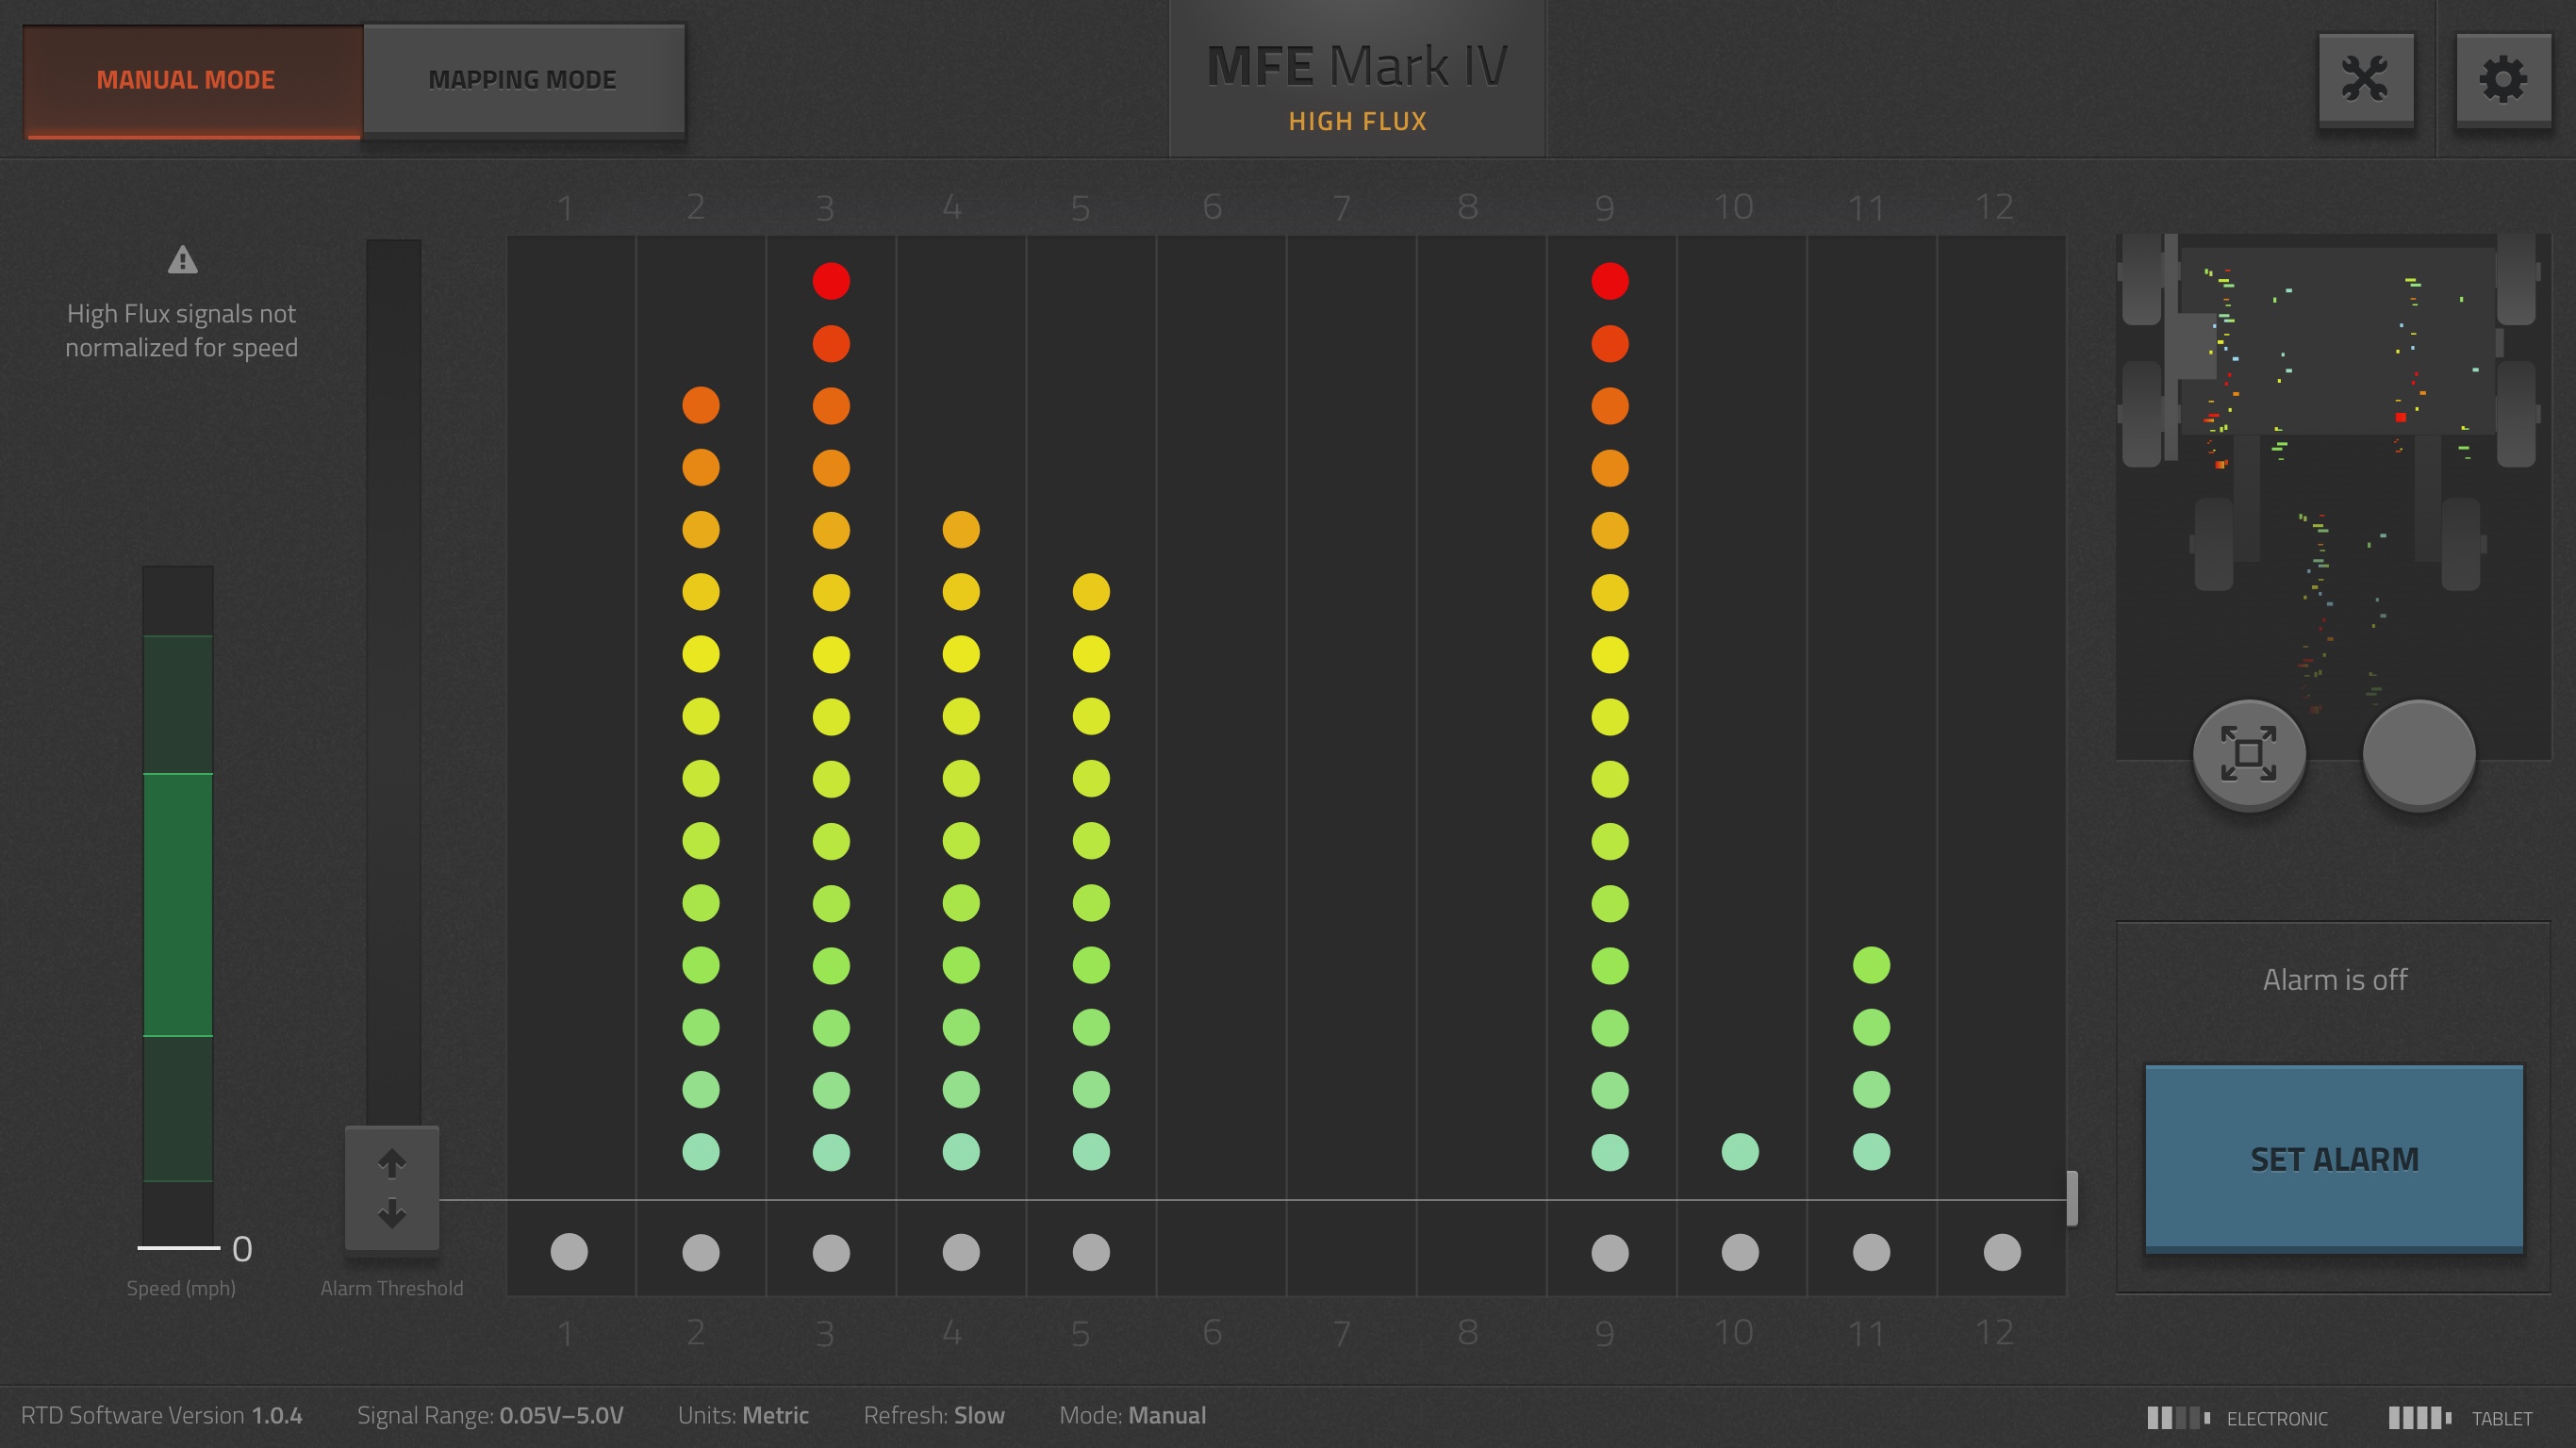 MANUAL MODE
MAPPING MODE
MFE Mark IV
HIGH FLUX
1 2 3 4 5 6 7 8 9 10 11 12
High Flux signals not
normalized for speed
0
Speed (mph)
Alarm Threshold
Alarm is off
SET ALARM
1 2 3 4 5 6 7 8 9 10 11 12
RTD Software Version 1.0.4 Signal Range: 0.05V–5.0V Units: Metric Refresh: Slow Mode: Manual ELECTRONIC TABLET